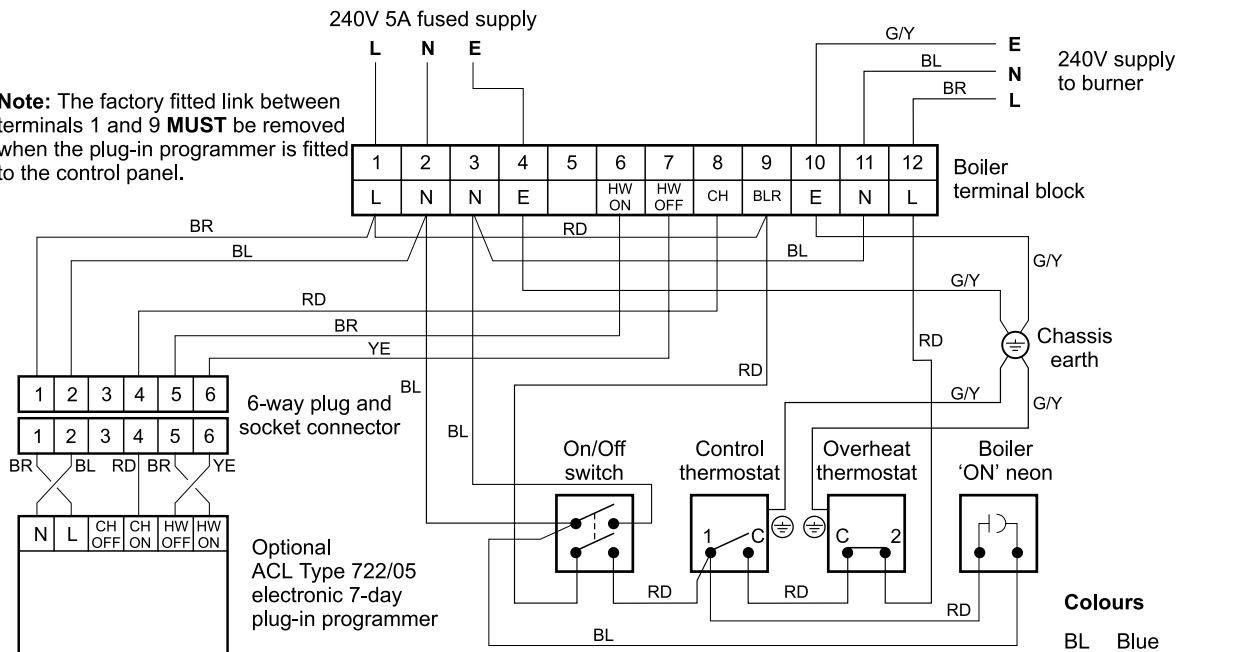 240V 5A fused supply
L N E
G/Y E
BL N
BR L
240V supply
to burner
Note: The factory fitted link between
terminals 1 and 9 MUST be removed
when the plug-in programmer is fitted
to the control panel.
1 2 3 4 5 6 7 8 9 10 11 12
L N N E HW ON HW OFF CH BLR E N L
Boiler
terminal block
BR RD
BL BL
G/Y
G/Y
RD
BR
YE
RD
Chassis
earth
RD
BL
G/Y
G/Y
1 2 3 4 5 6
1 2 3 4 5 6
6-way plug and
socket connector
BL
BR BL RD BR YE
N L CH OFF CH ON HW OFF HW ON
On/Off
switch
Control
thermostat
Overheat
thermostat
Boiler
‘ON’ neon
1 C
C 2
Optional
ACL Type 722/05
electronic 7-day
plug-in programmer
RD RD
RD
BL
Colours
BL Blue